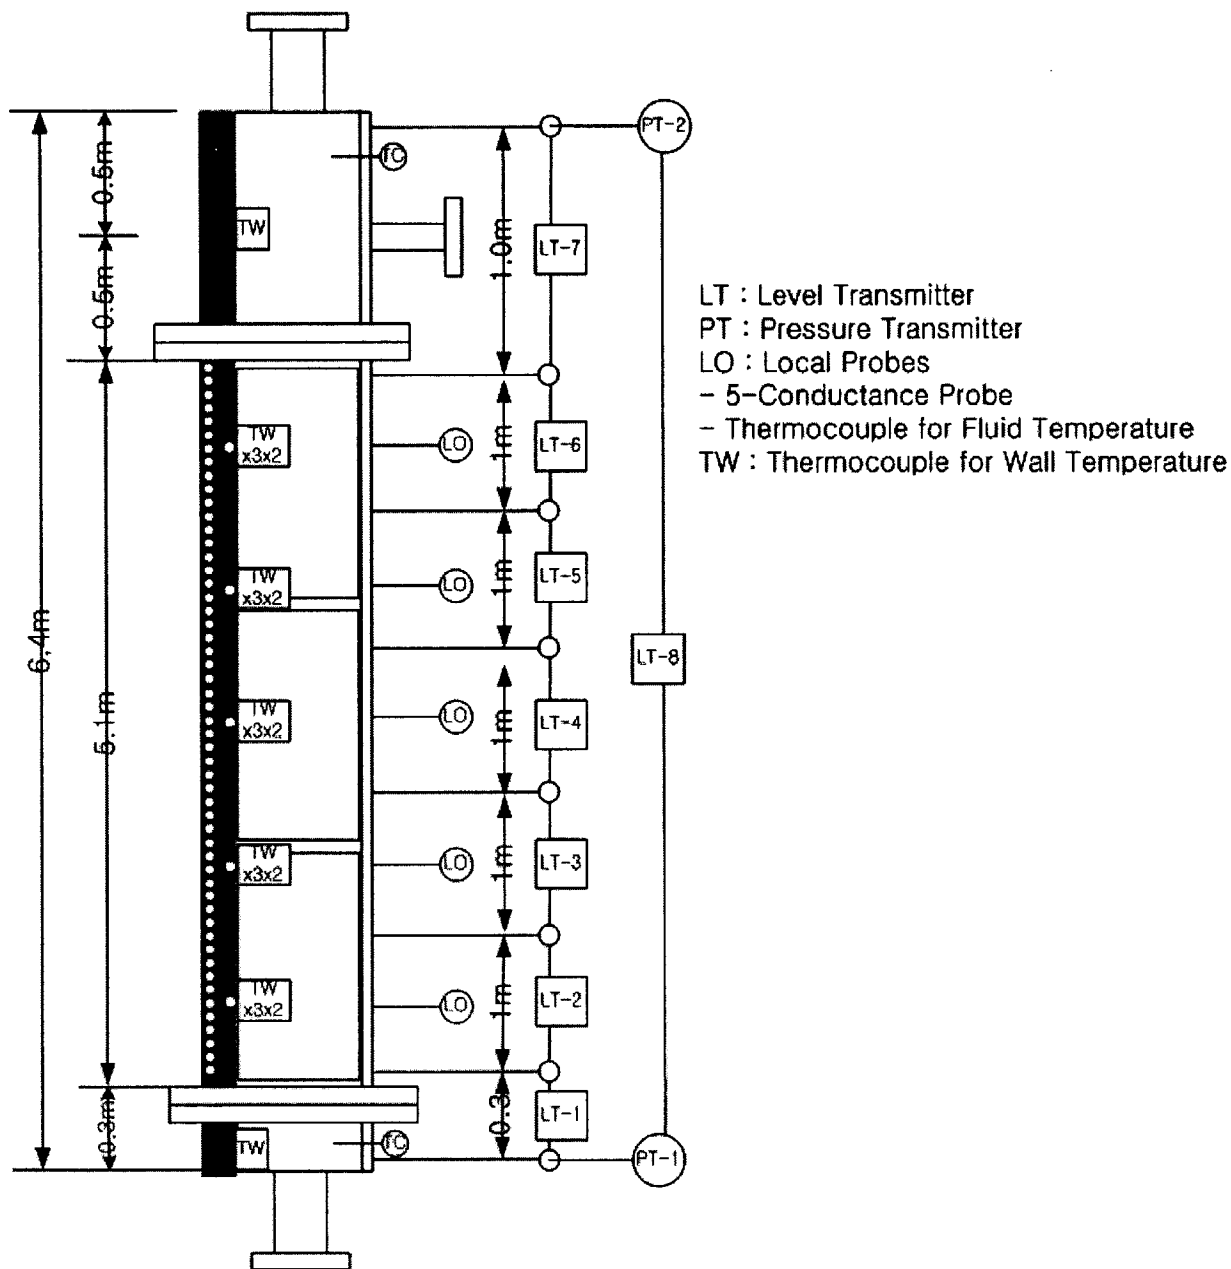 PT-2
TC
0.5m
TW
1.0m
LT-7
0.5m
LT : Level Transmitter
PT : Pressure Transmitter
LO : Local Probes
- 5-Conductance Probe
- Thermocouple for Fluid Temperature
TW : Thermocouple for Wall Temperature
TW
x3x2
LO
1m
LT-6
TW
x3x2
LO
1m
LT-5
6.4m
5.1m
LT-8
TW
x3x2
LO
1m
LT-4
TW
x3x2
LO
1m
LT-3
TW
x3x2
LO
1m
LT-2
0.3m
0.3
LT-1
TW
TC
PT-1